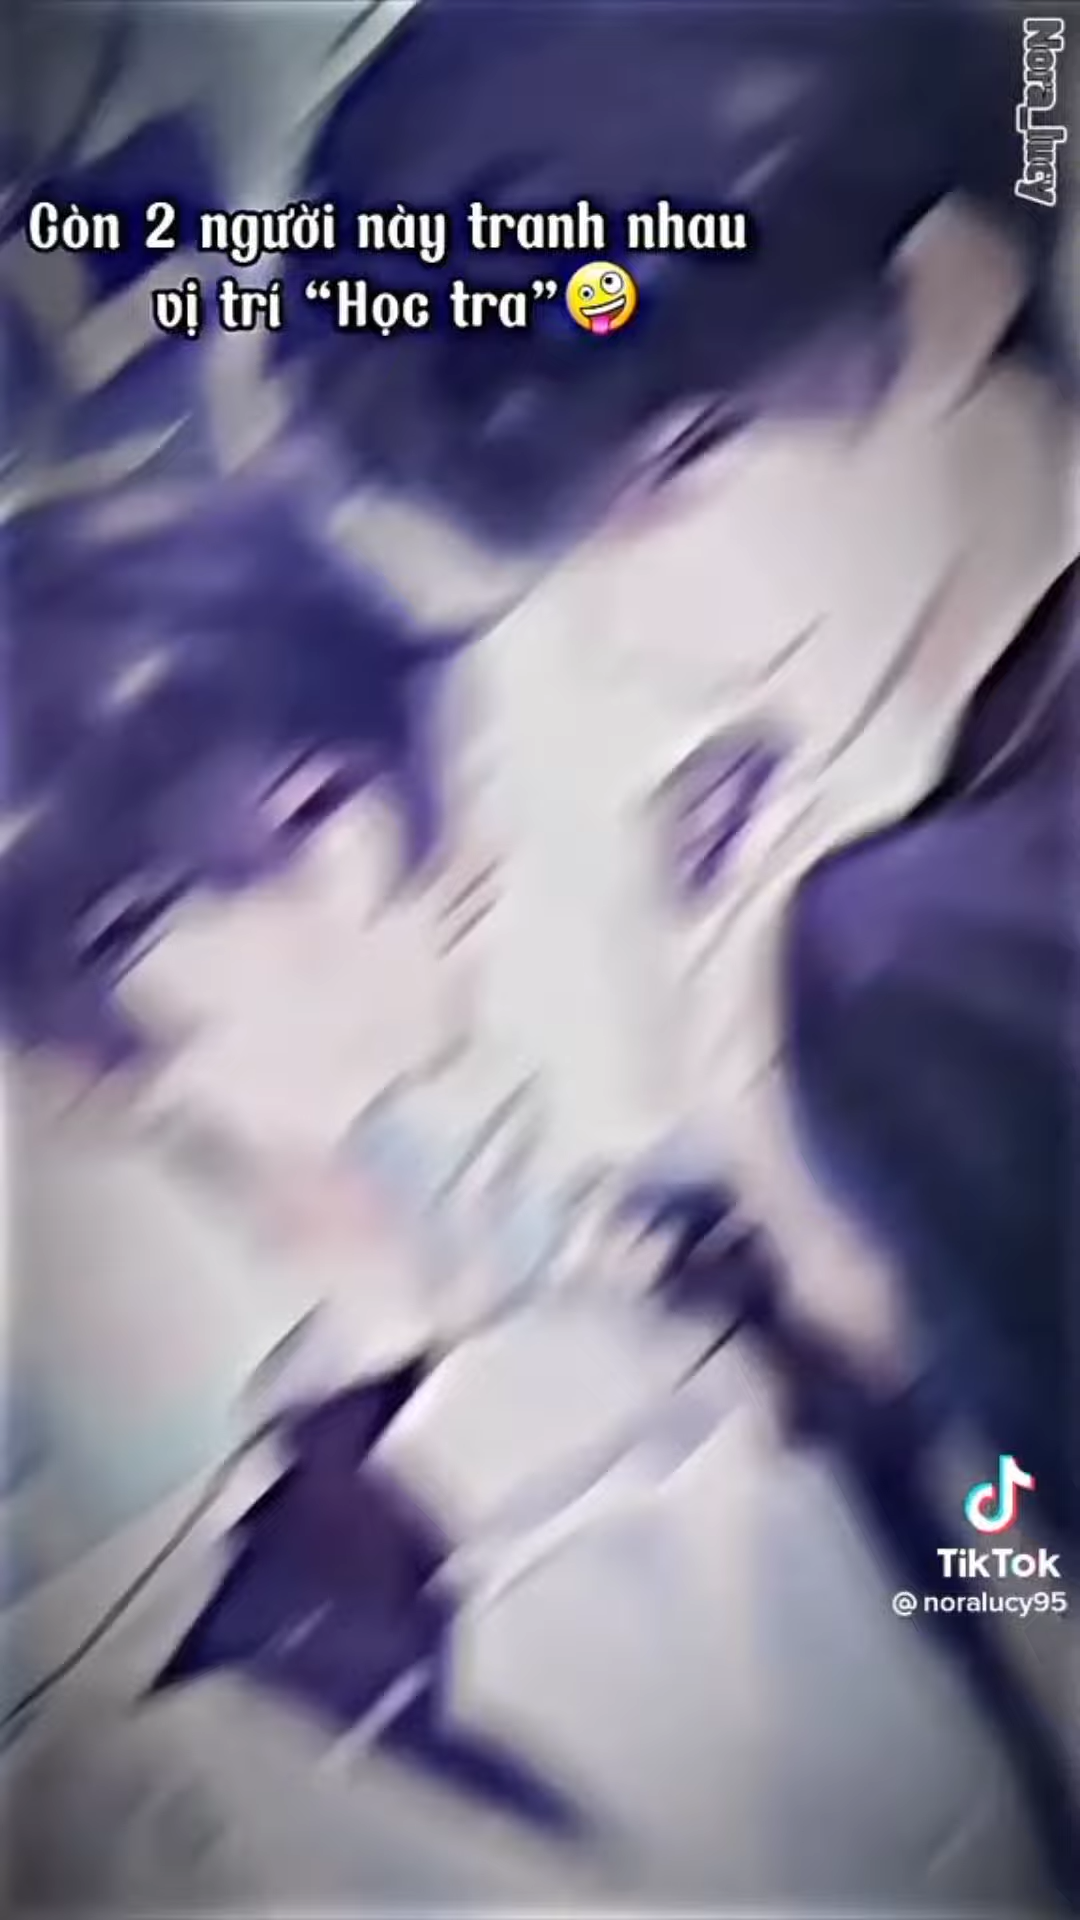 Nora_lucy
Còn 2 người này tranh nhau
vị trí “Học tra”🤪
TikTok
@noralucy95